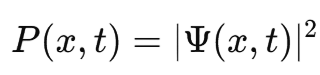 P(x, t) = |Ψ(x, t)|²